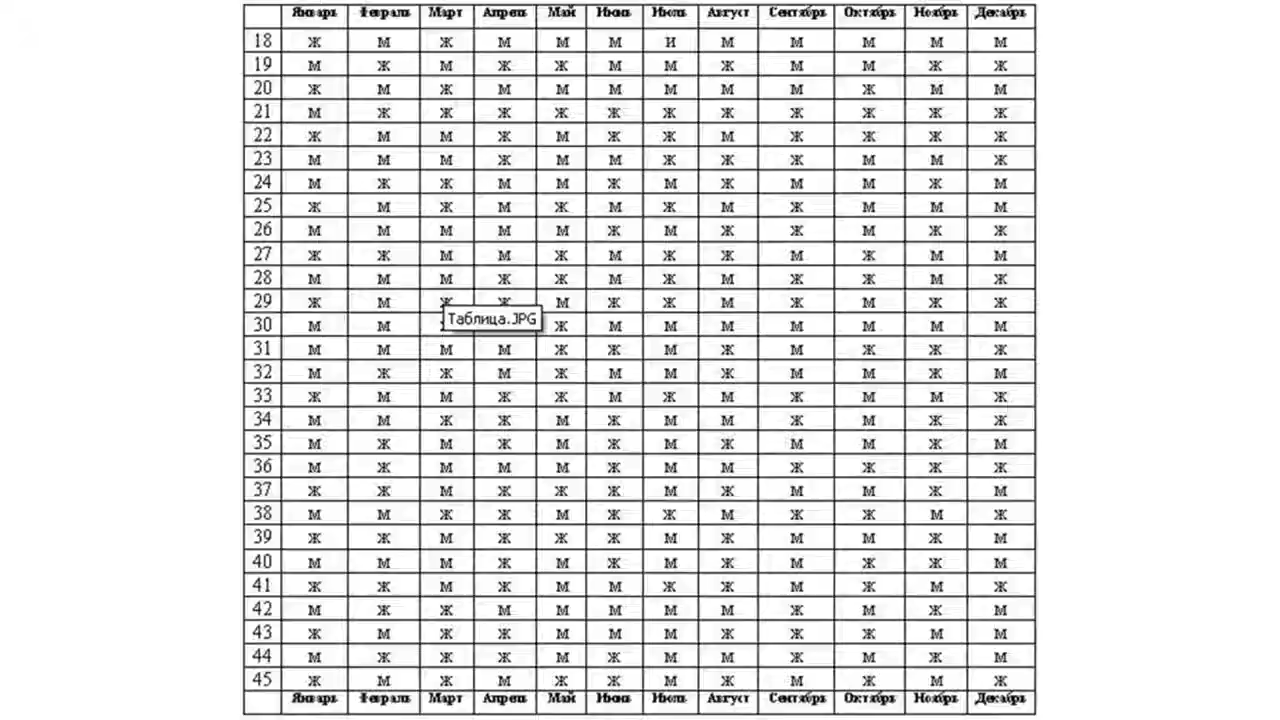 Январь Февраль Март Апрель Май Июнь Июль Август Сентябрь Октябрь Ноябрь Декабрь
18 ж м ж м м м и м м м м м
19 м ж м ж ж м м ж м м ж ж
20 ж м ж м м м м м м ж м м
21 м ж ж ж ж ж ж ж ж ж ж ж
22 ж м м ж м ж ж м ж ж ж ж
23 м м м ж м м ж ж ж м м ж
24 м ж ж м м ж м ж м м ж м
25 ж м ж м ж м ж м ж м м м
26 м м м м м ж м ж ж м ж ж
27 ж ж м м ж м ж ж м ж м м
28 м м м ж ж м ж м ж ж м ж
29 ж м ж ж м ж ж м ж м ж ж
30 м м ж м м м м м м м
Таблица.JPG
31 м м м м ж ж м ж м ж ж ж
32 м ж ж м ж м м ж м м ж м
33 ж м м ж ж м ж м ж м м ж
34 м м ж ж м ж м м ж м ж ж
35 м ж м ж м ж м ж м м ж м
36 м ж м м м ж м м ж ж ж ж
37 ж ж м ж ж ж м ж м м ж м
38 м м ж ж м ж ж м ж ж м ж
39 ж ж м ж ж ж м ж м м ж м
40 м м м ж м ж м ж м ж ж м
41 ж ж м ж м м ж ж м ж м ж
42 м ж ж м м м м м ж м ж м
43 ж м ж ж м м м ж ж ж м м
44 м ж ж ж м ж м м ж м ж м
45 ж м ж м ж ж м ж м ж м ж
Январь Февраль Март Апрель Май Июнь Июль Август Сентябрь Октябрь Ноябрь Декабрь